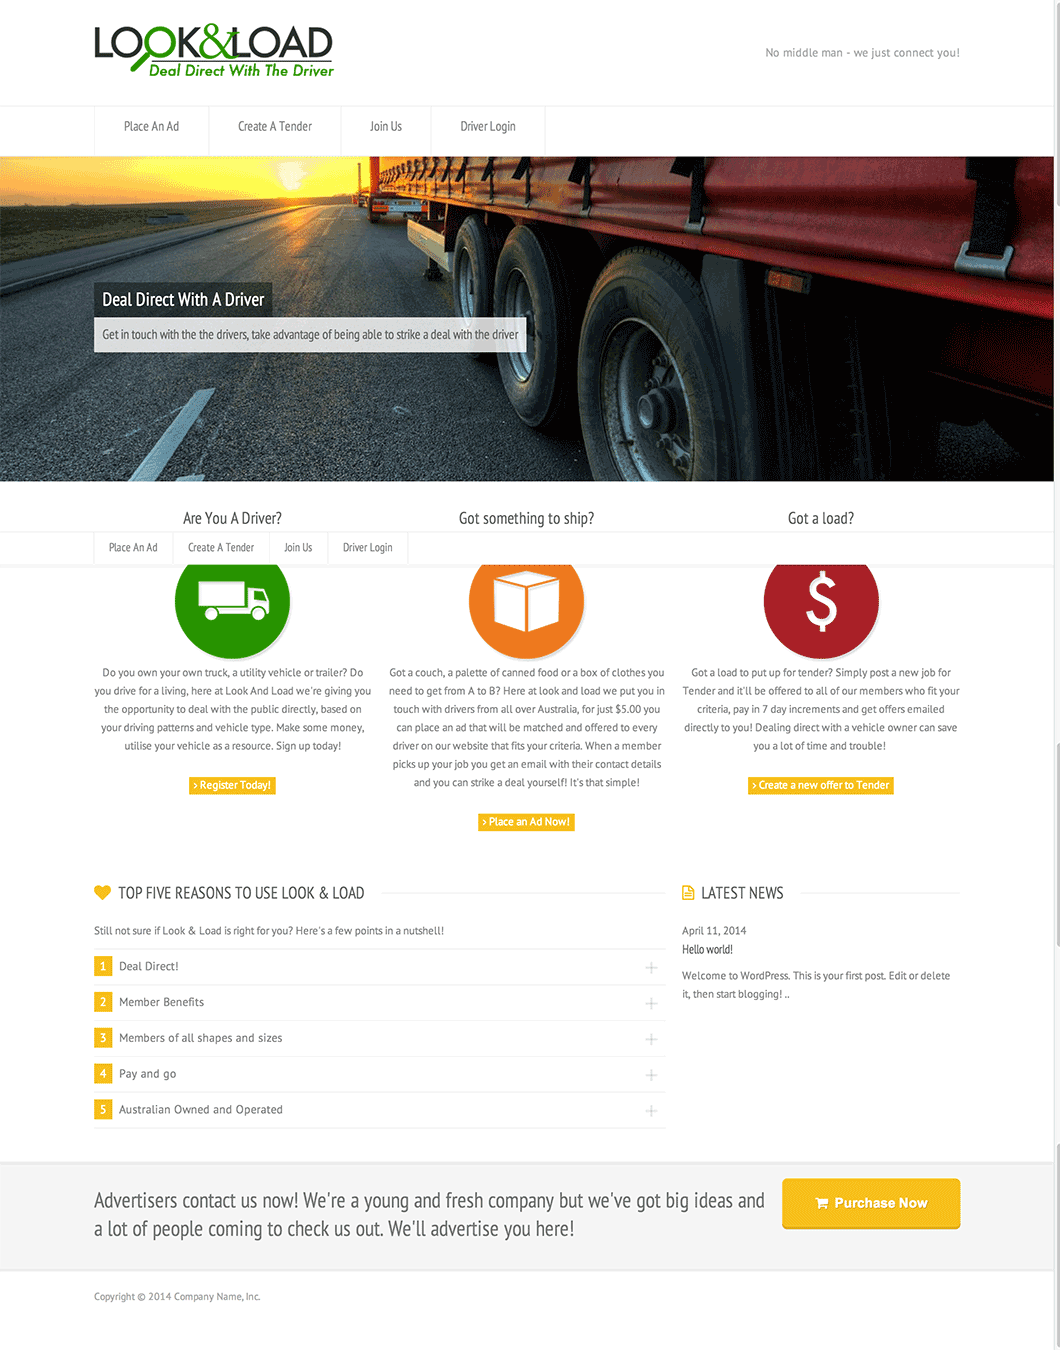 LOOK&LOAD
Deal Direct With The Driver
No middle man - we just connect you!
Place An Ad
Create A Tender
Join Us
Driver Login
Deal Direct With A Driver
Get in touch with the the drivers, take advantage of being able to strike a deal with the driver
Are You A Driver?
Got something to ship?
Got a load?
Place An Ad
Create A Tender
Join Us
Driver Login
$
Do you own your own truck, a utility vehicle or trailer? Do
you drive for a living, here at Look And Load we're giving you
the opportunity to deal with the public directly, based on
your driving patterns and vehicle type. Make some money,
utilise your vehicle as a resource. Sign up today!
> Register Today!
Got a couch, a palette of canned food or a box of clothes you
need to get from A to B? Here at look and load we put you in
touch with drivers from all over Australia, for just $5.00 you
can place an ad that will be matched and offered to every
driver on our website that fits your criteria. When a member
picks up your job you get an email with their contact details
and you can strike a deal yourself! It's that simple!
> Place an Ad Now!
Got a load to put up for tender? Simply post a new job for
Tender and it'll be offered to all of our members who fit your
criteria, pay in 7 day increments and get offers emailed
directly to you! Dealing direct with a vehicle owner can save
you a lot of time and trouble!
> Create a new offer to Tender
TOP FIVE REASONS TO USE LOOK & LOAD
Still not sure if Look & Load is right for you? Here's a few points in a nutshell!
1 Deal Direct!
2 Member Benefits
3 Members of all shapes and sizes
4 Pay and go
5 Australian Owned and Operated
LATEST NEWS
April 11, 2014
Hello world!
Welcome to WordPress. This is your first post. Edit or delete
it, then start blogging! ..
Advertisers contact us now! We're a young and fresh company but we've got big ideas and
a lot of people coming to check us out. We'll advertise you here!
Purchase Now
Copyright © 2014 Company Name, Inc.